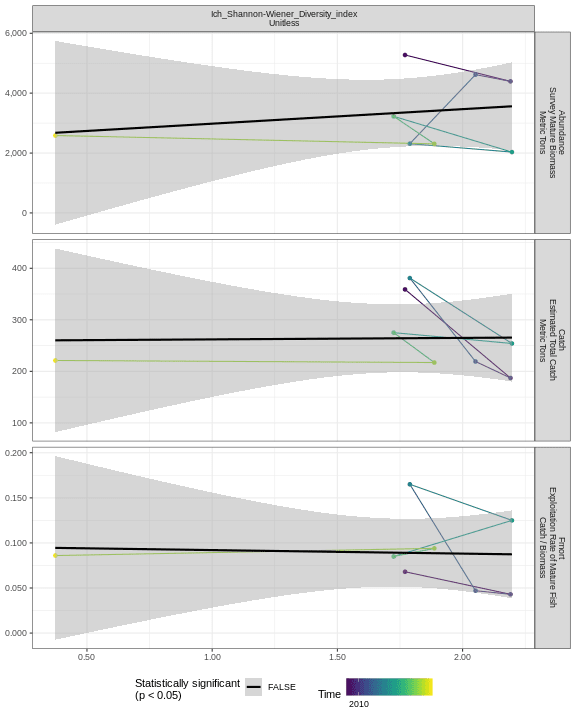 Ich_Shannon-Wiener_Diversity_index
Unitless
6,000
4,000
2,000
0
Abundance
Survey Mature Biomass
Metric Tons
400
300
200
100
Catch
Estimated Total Catch
Metric Tons
0.200
0.150
0.100
0.050
0.000
Fmort
Exploitation Rate of Mature Fish
Catch / Biomass
0.50
1.00
1.50
2.00
Statistically significant
(p < 0.05)
FALSE
Time
2010